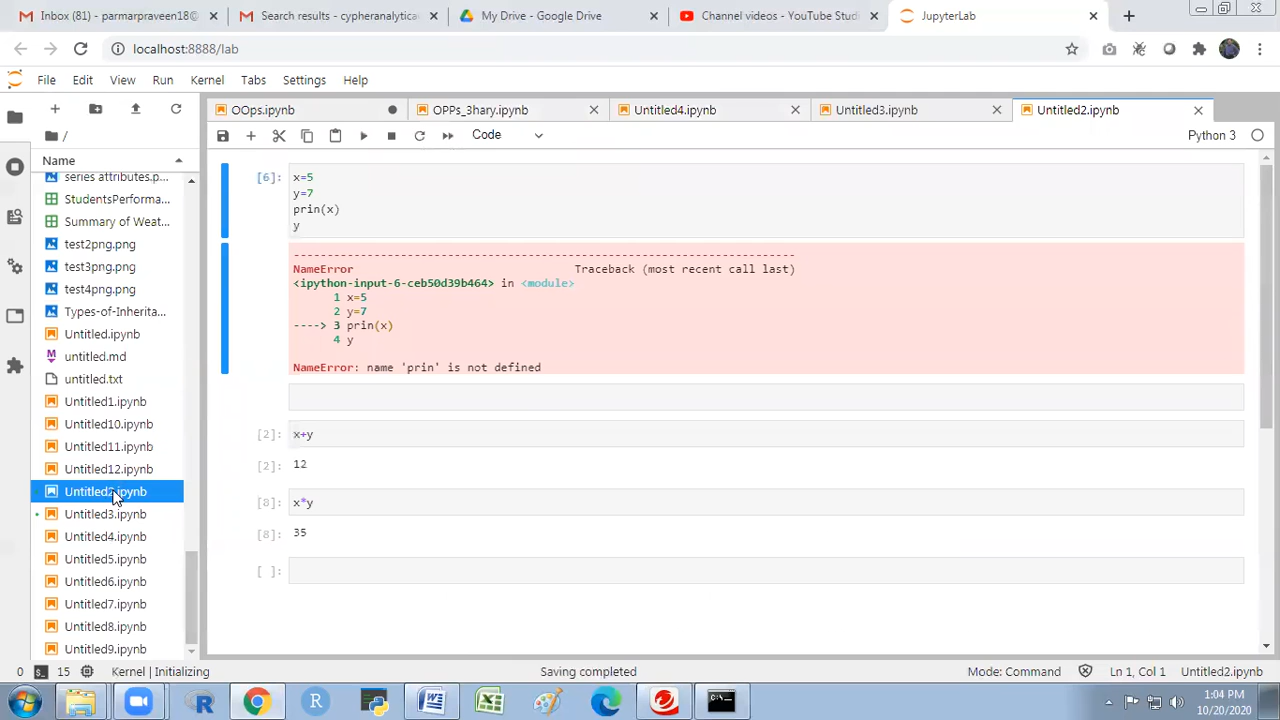 Inbox (81) - parmarpraveen18@
Search results - cypheranalytica
My Drive - Google Drive
Channel videos - YouTube Stud
JupyterLab
localhost:8888/lab
File Edit View Run Kernel Tabs Settings Help
OOps.ipynb
OPPs_3hary.ipynb
Untitled4.ipynb
Untitled3.ipynb
Untitled2.ipynb
Code
Python 3
/
Name
series attributes.p...
StudentsPerforma...
Summary of Weat...
test2png.png
test3png.png
test4png.png
Types-of-Inherita...
Untitled.ipynb
untitled.md
untitled.txt
Untitled1.ipynb
Untitled10.ipynb
Untitled11.ipynb
Untitled12.ipynb
Untitled2.ipynb
Untitled3.ipynb
Untitled4.ipynb
Untitled5.ipynb
Untitled6.ipynb
Untitled7.ipynb
Untitled8.ipynb
Untitled9.ipynb
[6]: x=5
y=7
prin(x)
y
---------------------------------------------------------------------------
NameError Traceback (most recent call last)
<ipython-input-6-ceb50d39b464> in <module>
1 x=5
2 y=7
----> 3 prin(x)
4 y
NameError: name 'prin' is not defined
[2]: x+y
[2]: 12
[8]: x*y
[8]: 35
[ ]:
0 15 Kernel | Initializing Saving completed Mode: Command Ln 1, Col 1 Untitled2.ipynb
1:04 PM
10/20/2020